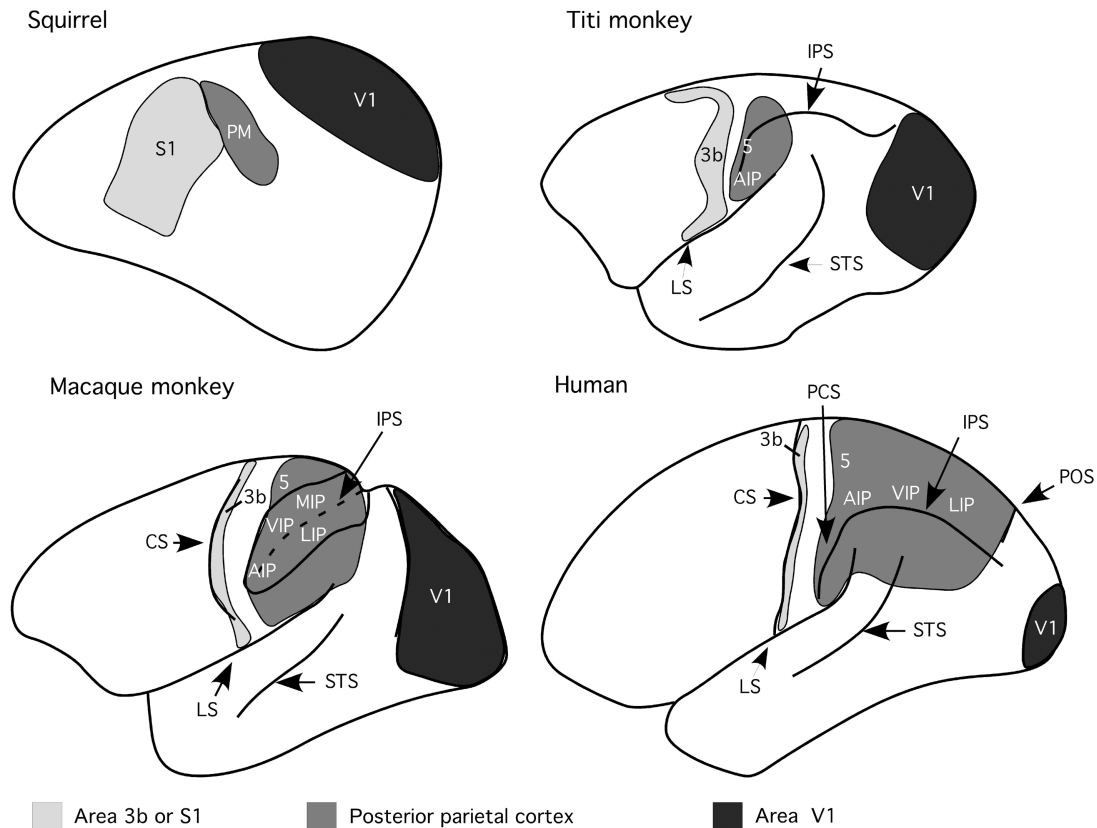 Squirrel
V1
S1
PM
Titi monkey
IPS
3b
5
AIP
V1
LS
STS
Macaque monkey
IPS
3b
5
MIP
VIP
LIP
AIP
CS
V1
LS
STS
Human
PCS
IPS
3b
5
POS
AIP
VIP
LIP
CS
STS
V1
LS
Area 3b or S1
Posterior parietal cortex
Area V1